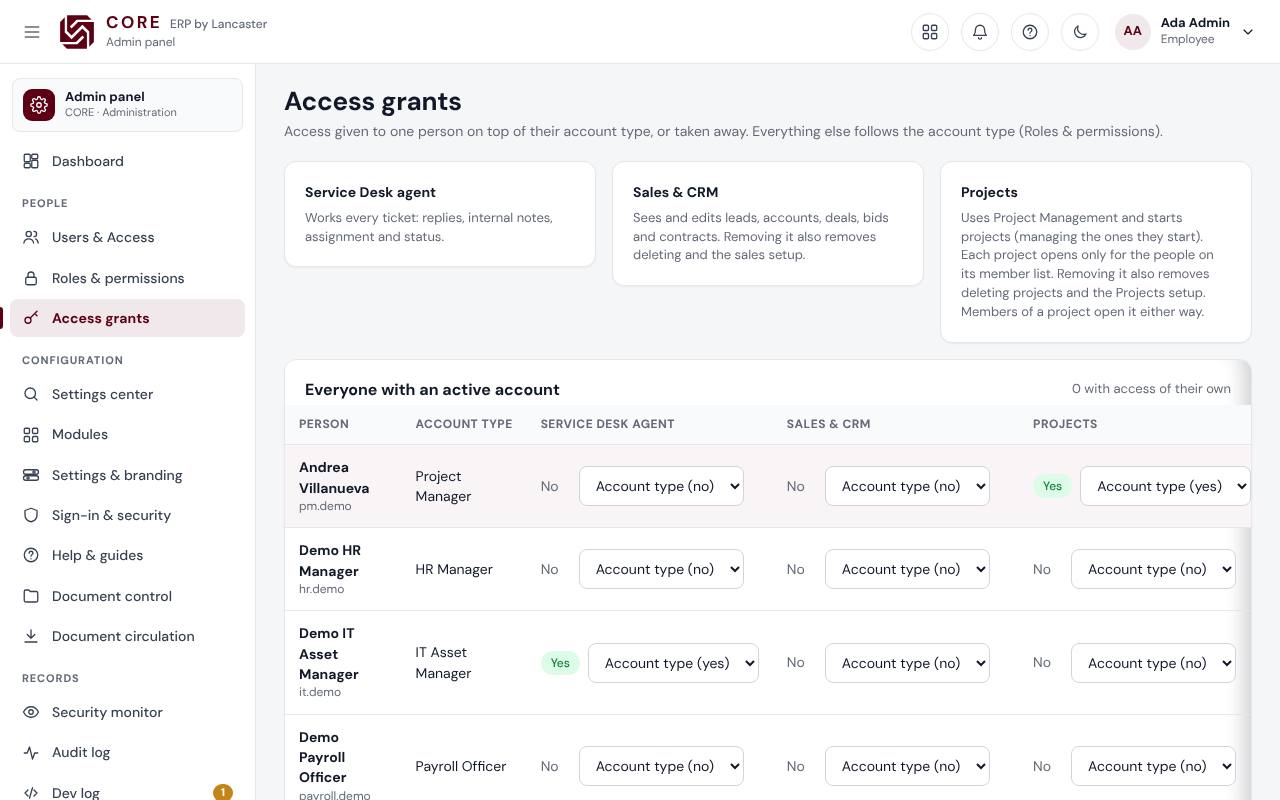 CORE ERP by Lancaster
Admin panel
AA
Ada Admin
Employee
Admin panel
CORE · Administration
Dashboard
PEOPLE
Users & Access
Roles & permissions
Access grants
CONFIGURATION
Settings center
Modules
Settings & branding
Sign-in & security
Help & guides
Document control
Document circulation
RECORDS
Security monitor
Audit log
Dev log 1
Access grants
Access given to one person on top of their account type, or taken away. Everything else follows the account type (Roles & permissions).
Service Desk agent
Works every ticket: replies, internal notes,
assignment and status.
Sales & CRM
Sees and edits leads, accounts, deals, bids
and contracts. Removing it also removes
deleting and the sales setup.
Projects
Uses Project Management and starts
projects (managing the ones they start).
Each project opens only for the people on
its member list. Removing it also removes
deleting projects and the Projects setup.
Members of a project open it either way.
Everyone with an active account
0 with access of their own
PERSON ACCOUNT TYPE SERVICE DESK AGENT SALES & CRM PROJECTS
Andrea
Villanueva
pm.demo
Project
Manager
No Account type (no) No Account type (no) Yes Account type (yes)
Demo HR
Manager
hr.demo
HR Manager
No Account type (no) No Account type (no) No Account type (no)
Demo IT
Asset
Manager
it.demo
IT Asset
Manager
Yes Account type (yes) No Account type (no) No Account type (no)
Demo
Payroll
Officer
payroll.demo
Payroll Officer
No Account type (no) No Account type (no) No Account type (no)